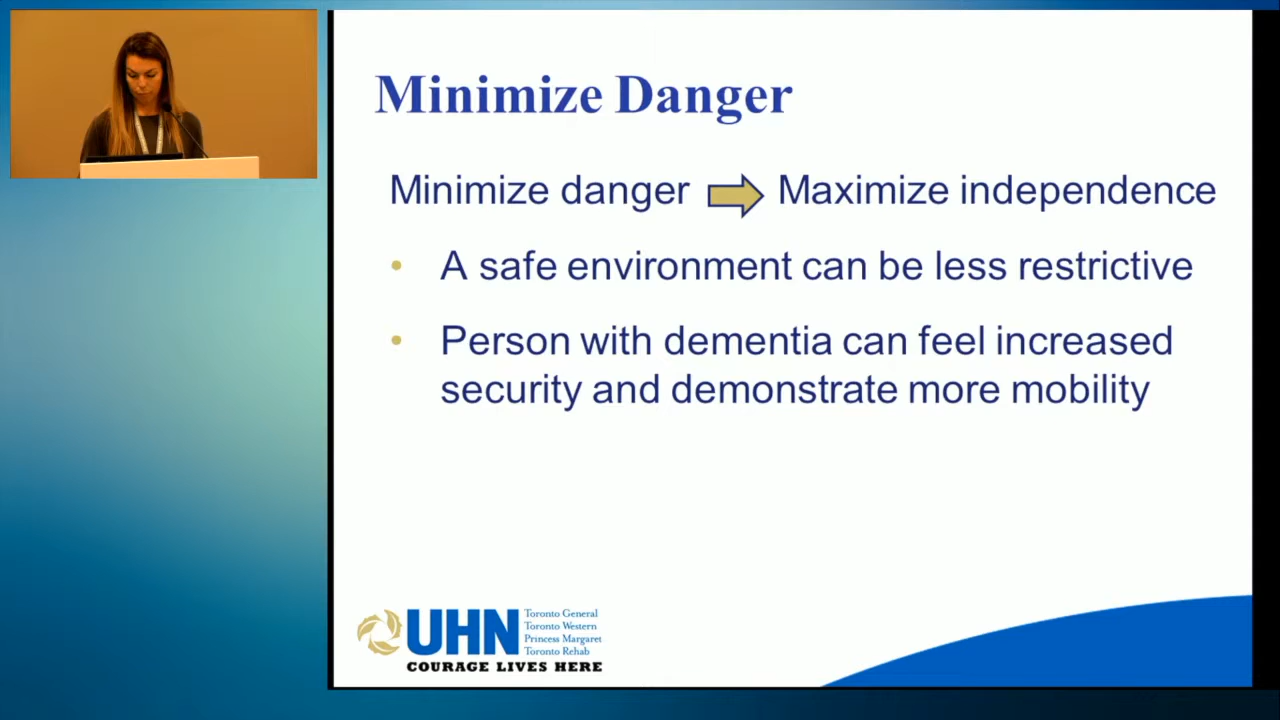 Minimize Danger
Minimize danger Maximize independence
• A safe environment can be less restrictive
• Person with dementia can feel increased
security and demonstrate more mobility
UHN
Toronto General
Toronto Western
Princess Margaret
Toronto Rehab
COURAGE LIVES HERE